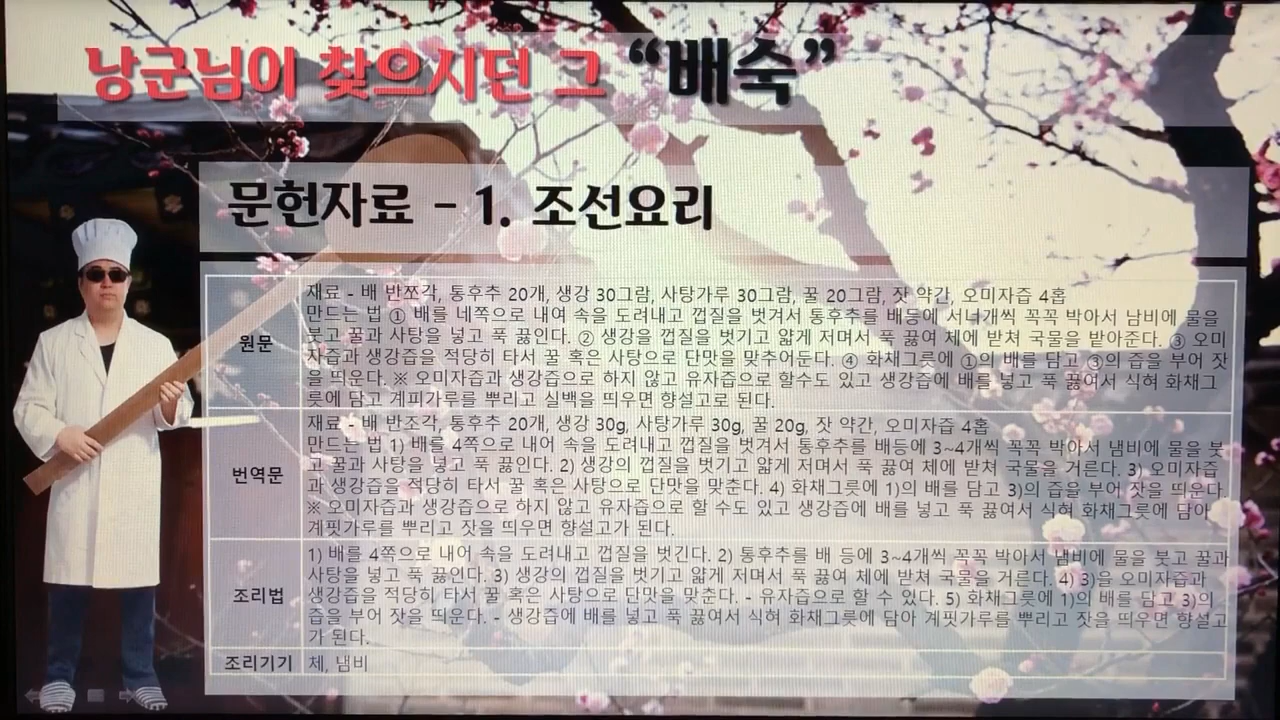 낭군님이 찾으시던 그 “배숙”
문헌자료 - 1. 조선요리
원문
재료 - 배 반쪼각, 통후추 20개, 생강 30그람, 사탕가루 30그람, 꿀 20그람, 잣 약간, 오미자즙 4홉
만드는 법 ① 배를 네쪽으로 내여 속을 도려내고 껍질을 벗겨서 통후추를 배등에 서너개씩 꼭꼭 박아서 남비에 물을
붓고 꿀과 사탕을 넣고 푹 끓인다. ② 생강을 껍질을 벗기고 얇게 저며서 푹 끓여 체에 받쳐 국물을 밭아준다. ③ 오미
자즙과 생강즙을 적당히 타서 꿀 혹은 사탕으로 단맛을 맞추어둔다. ④ 화채그릇에 ①의 배를 담고 ③의 즙을 부어 잣
을 띄운다. ※ 오미자즙과 생강즙으로 하지 않고 유자즙으로 할수도 있고 생강즙에 배를 넣고 푹 끓여서 식혀 화채그
릇에 담고 계피가루를 뿌리고 실백을 띄우면 향설고로 된다.
번역문
재료 - 배 반조각, 통후추 20개, 생강 30g, 사탕가루 30g, 꿀 20g, 잣 약간, 오미자즙 4홉
만드는 법 1) 배를 4쪽으로 내어 속을 도려내고 껍질을 벗겨서 통후추를 배등에 3~4개씩 꼭꼭 박아서 냄비에 물을 붓
고 꿀과 사탕을 넣고 푹 끓인다. 2) 생강의 껍질을 벗기고 얇게 저며서 푹 끓여 체에 받쳐 국물을 거른다. 3) 오미자즙
과 생강즙을 적당히 타서 꿀 혹은 사탕으로 단맛을 맞춘다. 4) 화채그릇에 1)의 배를 담고 3)의 즙을 부어 잣을 띄운다
※ 오미자즙과 생강즙으로 하지 않고 유자즙으로 할 수도 있고 생강즙에 배를 넣고 푹 끓여서 식혀 화채그릇에 담아
계핏가루를 뿌리고 잣을 띄우면 향설고가 된다.
조리법
1) 배를 4쪽으로 내어 속을 도려내고 껍질을 벗긴다. 2) 통후추를 배 등에 3~4개씩 꼭꼭 박아서 냄비에 물을 붓고 꿀과
사탕을 넣고 푹 끓인다. 3) 생강의 껍질을 벗기고 얇게 저며서 푹 끓여 체에 받쳐 국물을 거른다. 4) 3)을 오미자즙과
생강즙을 적당히 타서 꿀 혹은 사탕으로 단맛을 맞춘다. - 유자즙으로 할 수 있다. 5) 화채그릇에 1)의 배를 담고 3)의
즙을 부어 잣을 띄운다. - 생강즙에 배를 넣고 푹 끓여서 식혀 화채그릇에 담아 계핏가루를 뿌리고 잣을 띄우면 향설고
가 된다.
조리기기
체, 냄비